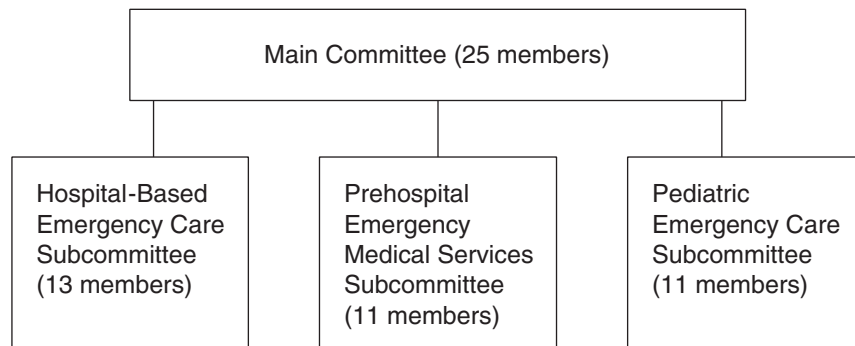 Main Committee (25 members)
Hospital-Based
Emergency Care
Subcommittee
(13 members)
Prehospital
Emergency
Medical Services
Subcommittee
(11 members)
Pediatric
Emergency Care
Subcommittee
(11 members)